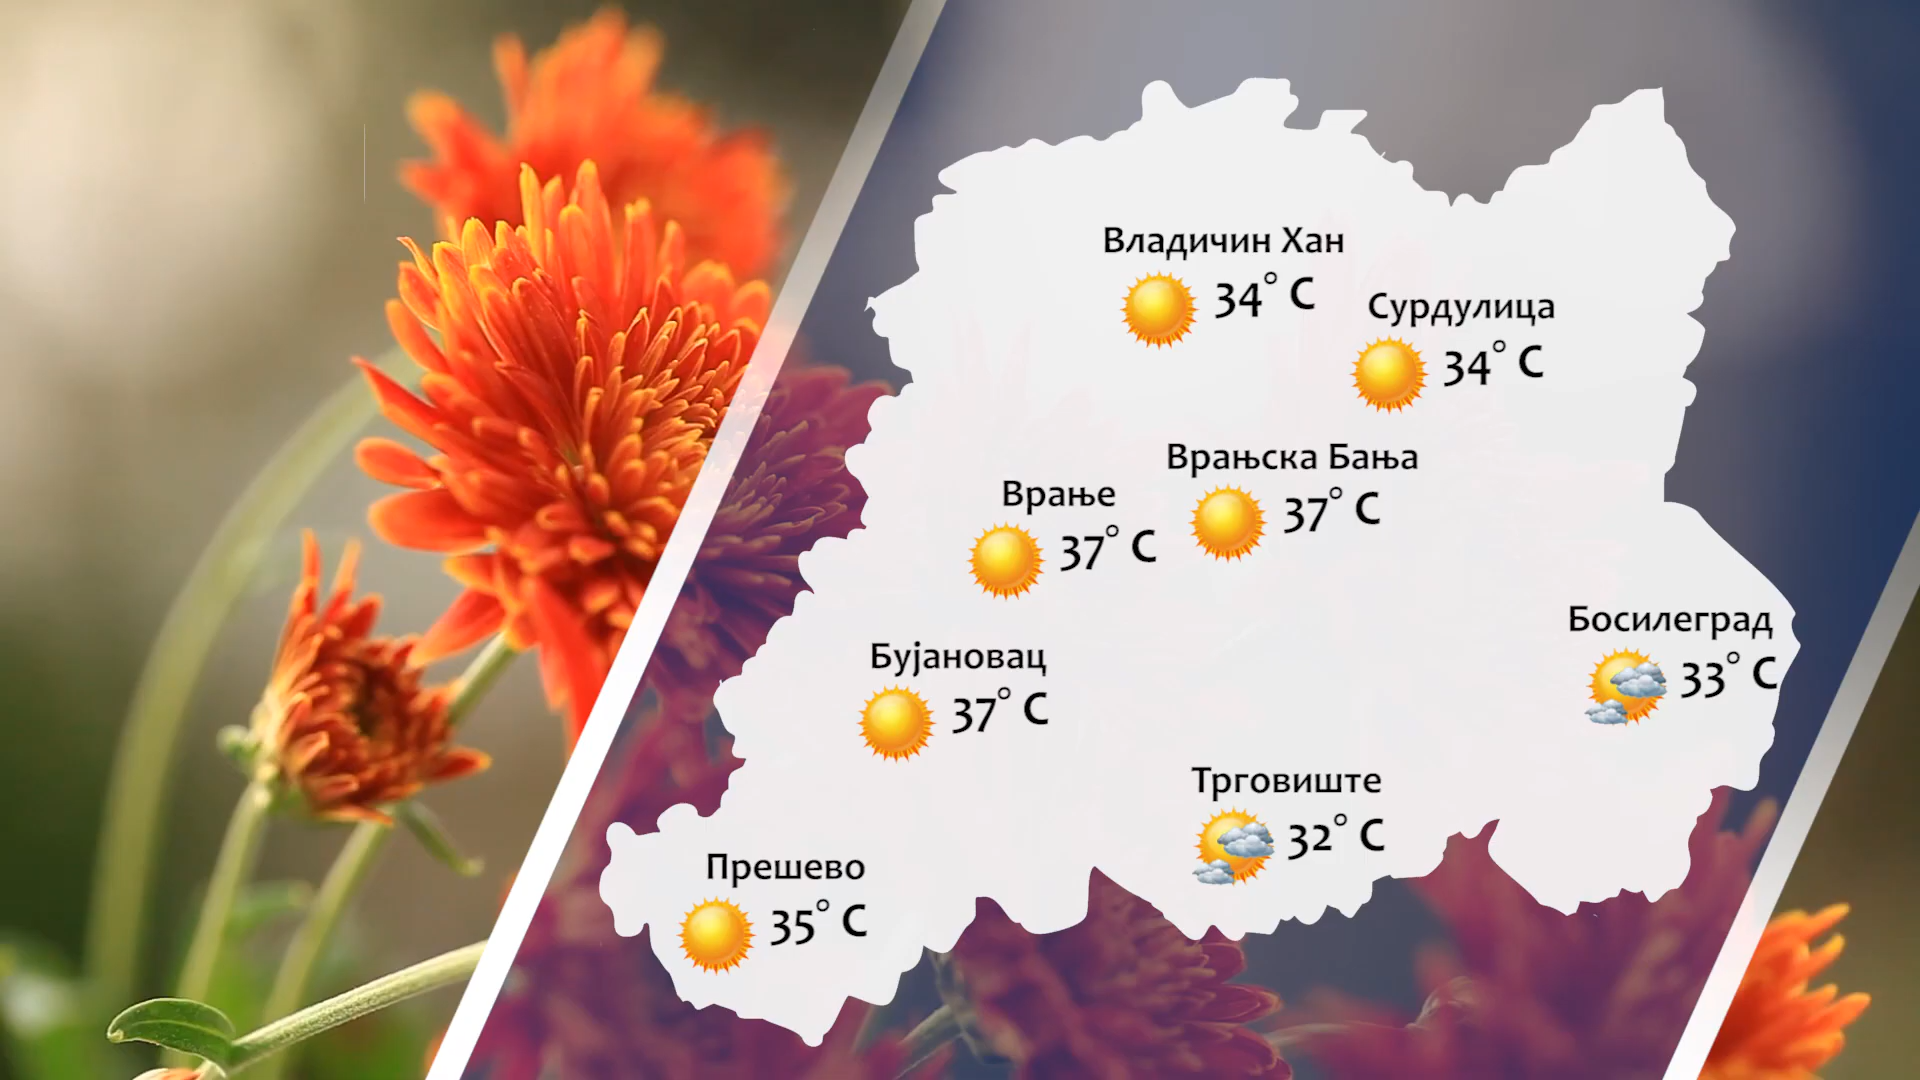 Владичин Хан
34° C
Сурдулица
34° C
Врањска Бања
37° C
Врање
37° C
Босилеград
33° C
Бујановац
37° C
Трговиште
32° C
Прешево
35° C